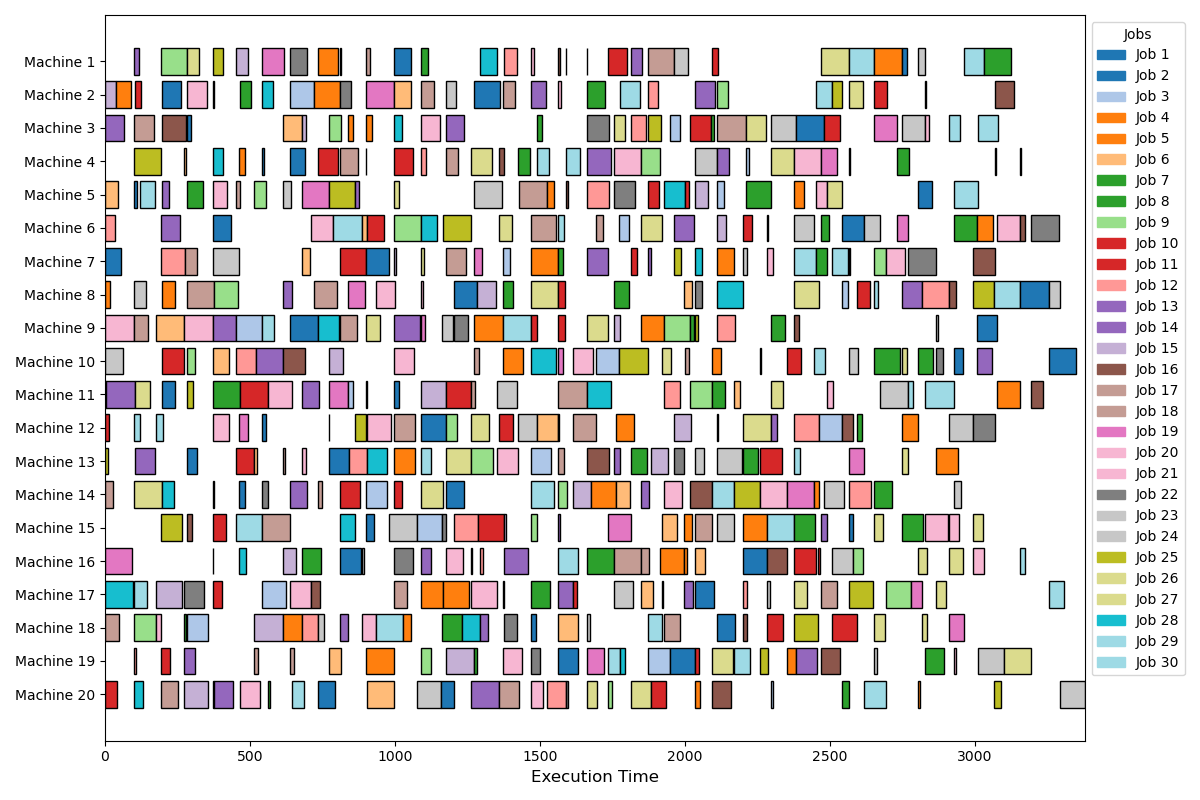 Machine 1
Machine 2
Machine 3
Machine 4
Machine 5
Machine 6
Machine 7
Machine 8
Machine 9
Machine 10
Machine 11
Machine 12
Machine 13
Machine 14
Machine 15
Machine 16
Machine 17
Machine 18
Machine 19
Machine 20
0 500 1000 1500 2000 2500 3000
Execution Time
Jobs
Job 1
Job 2
Job 3
Job 4
Job 5
Job 6
Job 7
Job 8
Job 9
Job 10
Job 11
Job 12
Job 13
Job 14
Job 15
Job 16
Job 17
Job 18
Job 19
Job 20
Job 21
Job 22
Job 23
Job 24
Job 25
Job 26
Job 27
Job 28
Job 29
Job 30